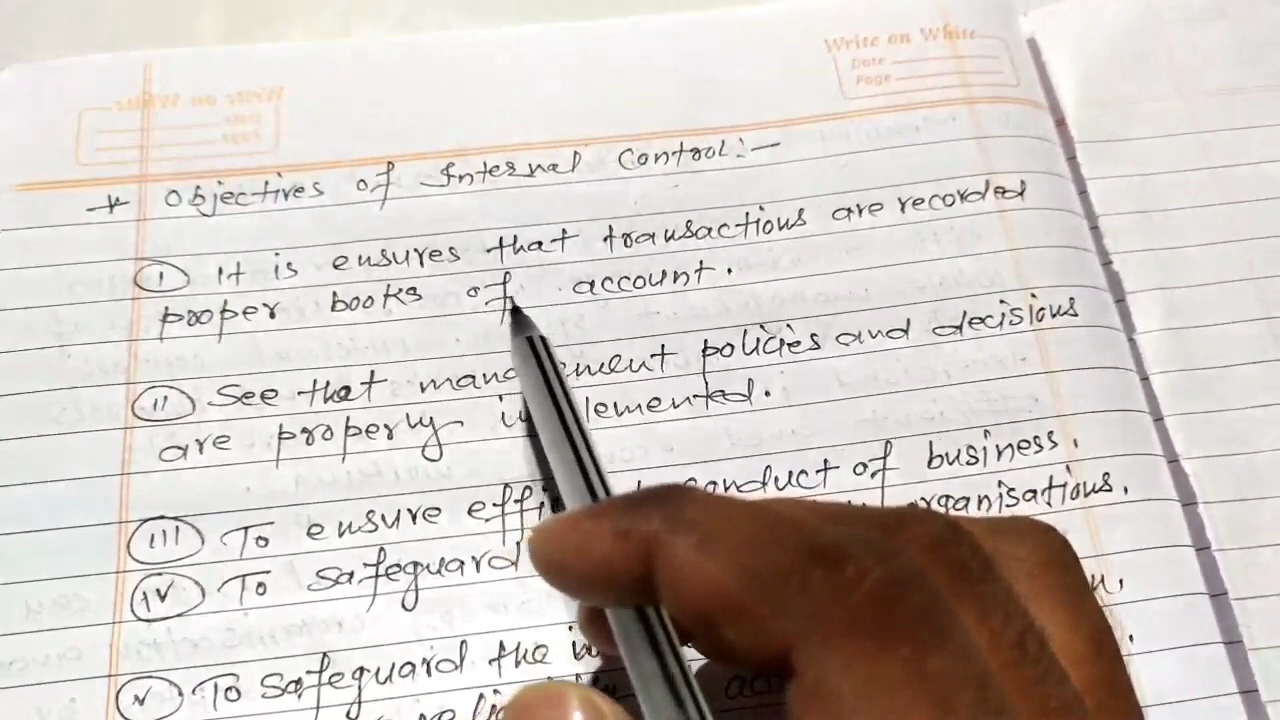 Write on White
Date
Page
* Objectives of Internal Control:-
(i) It is ensures that transactions are recorded
proper books of account.
(ii) See that management policies and decisions
are properly implemented.
(iii) To ensure conduct of business.
(iv) To safeguard organisations.
(v) To safeguard the